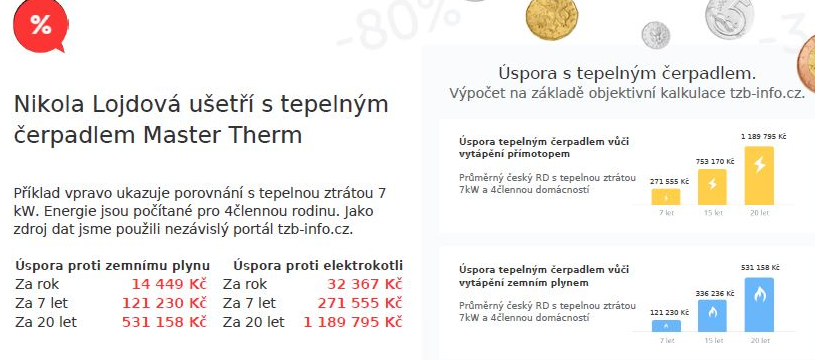 %
-80%
-3
Nikola Lojdová ušetří s tepelným
čerpadlem Master Therm
Příklad vpravo ukazuje porovnání s tepelnou ztrátou 7
kW. Energie jsou počítané pro 4člennou rodinu. Jako
zdroj dat jsme použili nezávislý portál tzb-info.cz.
Úspora proti zemnímu plynu
Za rok 14 449 Kč
Za 7 let 121 230 Kč
Za 20 let 531 158 Kč
Úspora proti elektrokotli
Za rok 32 367 Kč
Za 7 let 271 555 Kč
Za 20 let 1 189 795 Kč
Úspora s tepelným čerpadlem.
Výpočet na základě objektivní kalkulace tzb-info.cz.
Úspora tepelným čerpadlem vůči
vytápění přímotopem
Průměrný český RD s tepelnou ztrátou
7kW a 4člennou domácností
271 555 Kč
753 170 Kč
1 189 795 Kč
7 let 15 let 20 let
Úspora tepelným čerpadlem vůči
vytápění zemním plynem
Průměrný český RD s tepelnou ztrátou
7kW a 4člennou domácností
121 230 Kč
336 236 Kč
531 158 Kč
7 let 15 let 20 let